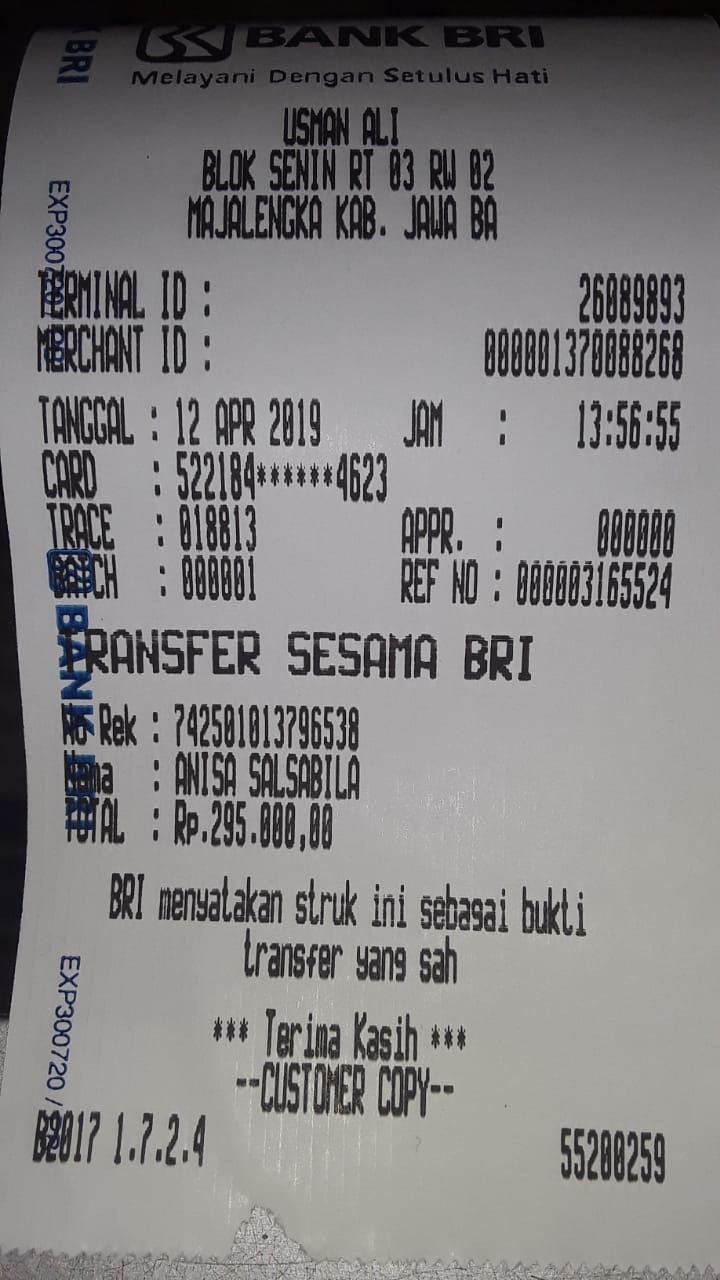 BANK BRI
Melayani Dengan Setulus Hati
USMAN ALI
BLOK SENIN RT 03 RW 02
MAJALENGKA KAB. JAWA BA
TERMINAL ID : 26089893
MERCHANT ID : 000001370088268
TANGGAL : 12 APR 2019 JAM : 13:56:55
CARD : 522184******4623
TRACE : 018813 APPR. : 000000
BATCH : 000001 REF NO : 000003165524
TRANSFER SESAMA BRI
No Rek : 742501013796538
Nama : ANISA SALSABILA
TOTAL : Rp.295.000,00
BRI menyatakan struk ini sebagai bukti
transfer yang sah
*** Terima Kasih ***
--CUSTOMER COPY--
B2017 1.7.2.4 55200259
BRI
EXP300720 /
BANK BRI
EXP300720 /